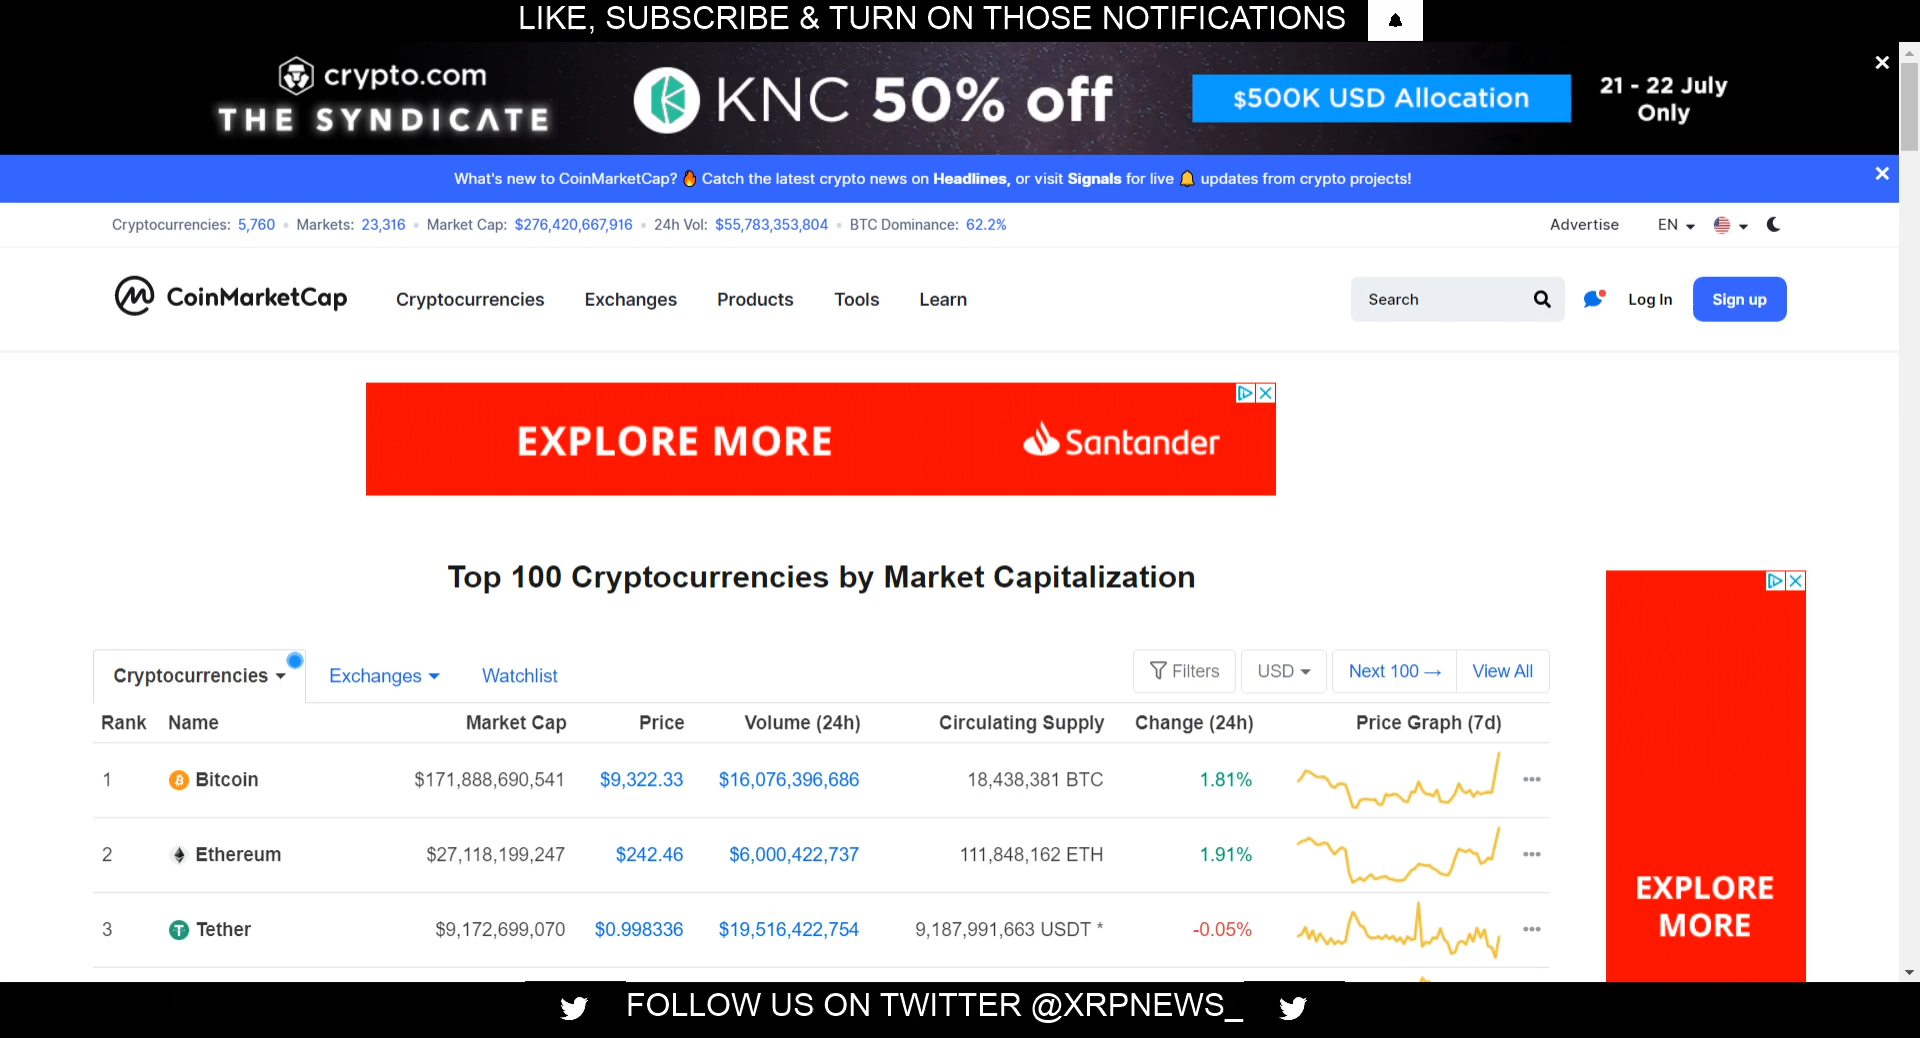 LIKE, SUBSCRIBE & TURN ON THOSE NOTIFICATIONS
crypto.com
THE SYNDICATE
KNC 50% off
$500K USD Allocation
21 - 22 July
Only
What's new to CoinMarketCap? 🔥 Catch the latest crypto news on Headlines, or visit Signals for live 🔔 updates from crypto projects!
Cryptocurrencies: 5,760 • Markets: 23,316 • Market Cap: $276,420,667,916 • 24h Vol: $55,783,353,804 • BTC Dominance: 62.2%
Advertise EN
CoinMarketCap Cryptocurrencies Exchanges Products Tools Learn Search Log In Sign up
EXPLORE MORE Santander
Top 100 Cryptocurrencies by Market Capitalization
Cryptocurrencies Exchanges Watchlist Filters USD Next 100 → View All
Rank Name Market Cap Price Volume (24h) Circulating Supply Change (24h) Price Graph (7d)
1 Bitcoin $171,888,690,541 $9,322.33 $16,076,396,686 18,438,381 BTC 1.81%
2 Ethereum $27,118,199,247 $242.46 $6,000,422,737 111,848,162 ETH 1.91%
3 Tether $9,172,699,070 $0.998336 $19,516,422,754 9,187,991,663 USDT * -0.05%
EXPLORE
MORE
FOLLOW US ON TWITTER @XRPNEWS_